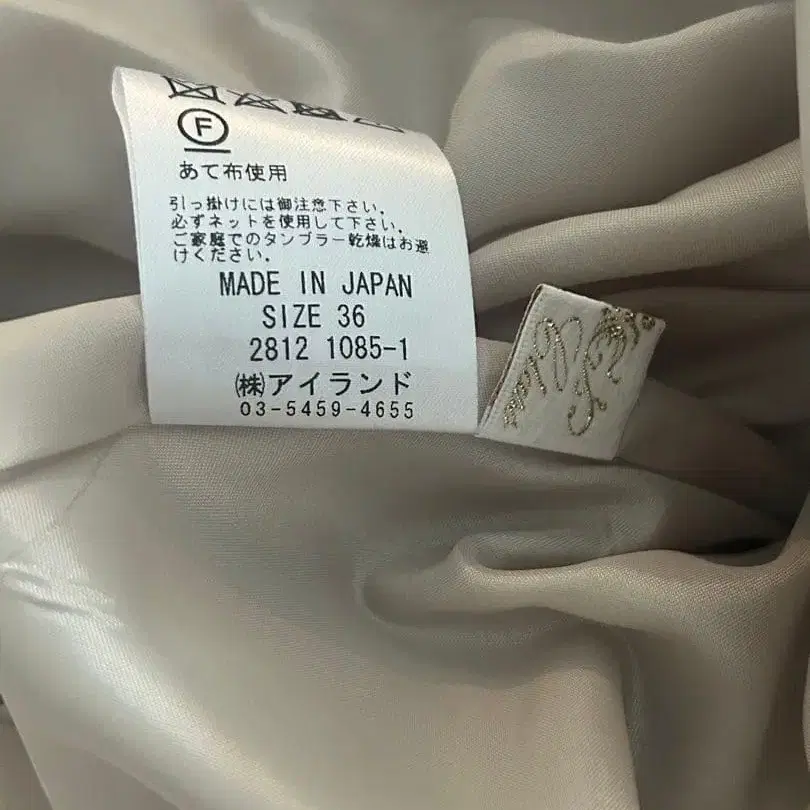 F
あて布使用
引っ掛けには御注意下さい。
必ずネットを使用して下さい。
ご家庭でのタンブラー乾燥はお避
けください。
MADE IN JAPAN
SIZE 36
2812 1085-1
㈱アイランド
03-5459-4655